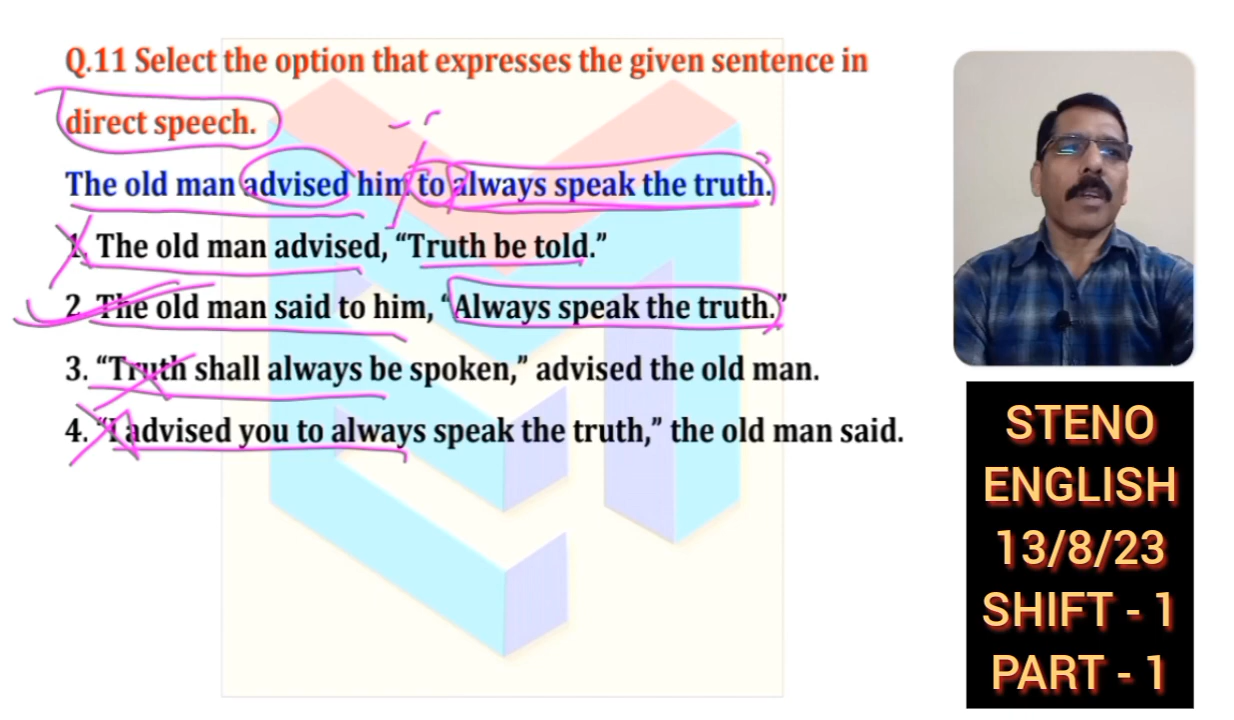 Q.11 Select the option that expresses the given sentence in
direct speech.
The old man advised him to always speak the truth.
1. The old man advised, “Truth be told.”
2. The old man said to him, “Always speak the truth.”
3. “Truth shall always be spoken,” advised the old man.
4. “I advised you to always speak the truth,” the old man said.
STENO
ENGLISH
13/8/23
SHIFT - 1
PART - 1